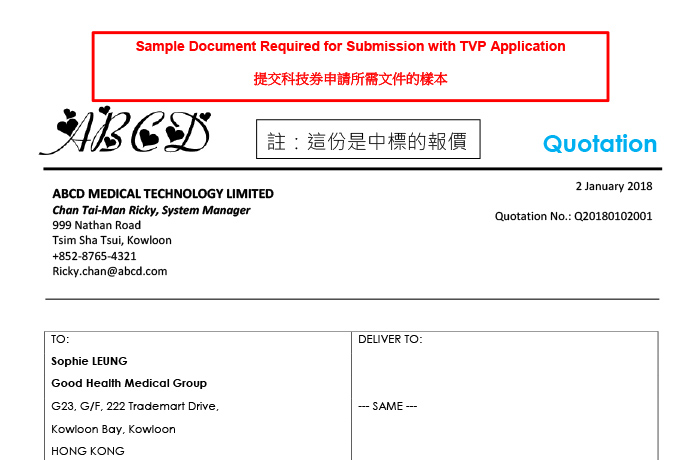 Sample Document Required for Submission with TVP Application
提交科技券申請所需文件的樣本
ABCD
註：這份是中標的報價
Quotation
2 January 2018
ABCD MEDICAL TECHNOLOGY LIMITED
Chan Tai-Man Ricky, System Manager
Quotation No.: Q20180102001
999 Nathan Road
Tsim Sha Tsui, Kowloon
+852-8765-4321
Ricky.chan@abcd.com
TO:
Sophie LEUNG
Good Health Medical Group
G23, G/F, 222 Trademart Drive,
Kowloon Bay, Kowloon
HONG KONG
DELIVER TO:
--- SAME ---